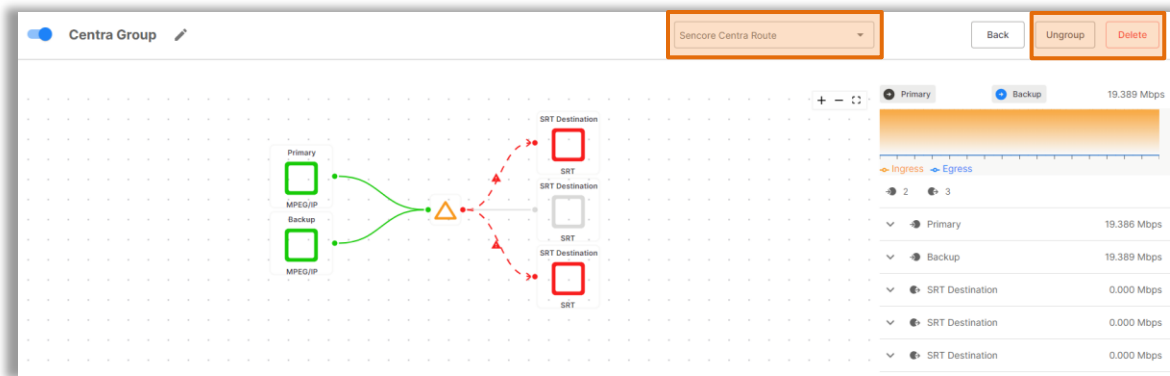 Centra Group
Sencore Centra Route
Back
Ungroup
Delete
Primary
Backup
19.389 Mbps
SRT Destination
SRT
Primary
MPEG/IP
SRT Destination
SRT
Backup
MPEG/IP
SRT Destination
SRT
Ingress Egress
2 3
Primary 19.386 Mbps
Backup 19.389 Mbps
SRT Destination 0.000 Mbps
SRT Destination 0.000 Mbps
SRT Destination 0.000 Mbps